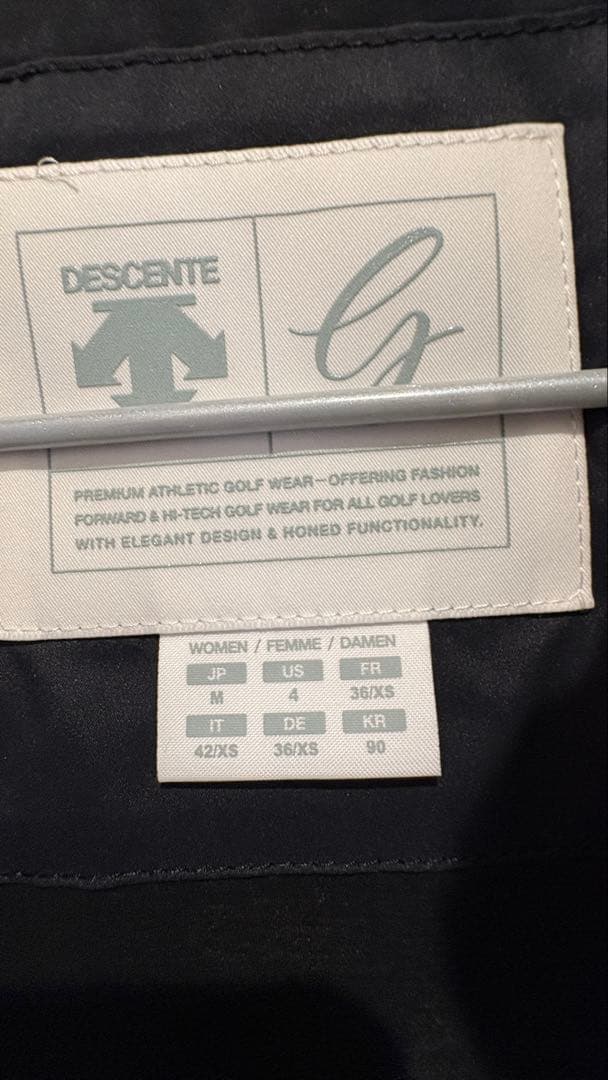 DESCENTE
G
PREMIUM ATHLETIC GOLF WEAR—OFFERING FASHION
FORWARD & HI-TECH GOLF WEAR FOR ALL GOLF LOVERS
WITH ELEGANT DESIGN & HONED FUNCTIONALITY.
WOMEN / FEMME / DAMEN
JP US FR
M 4 36/XS
IT DE KR
42/XS 36/XS 90